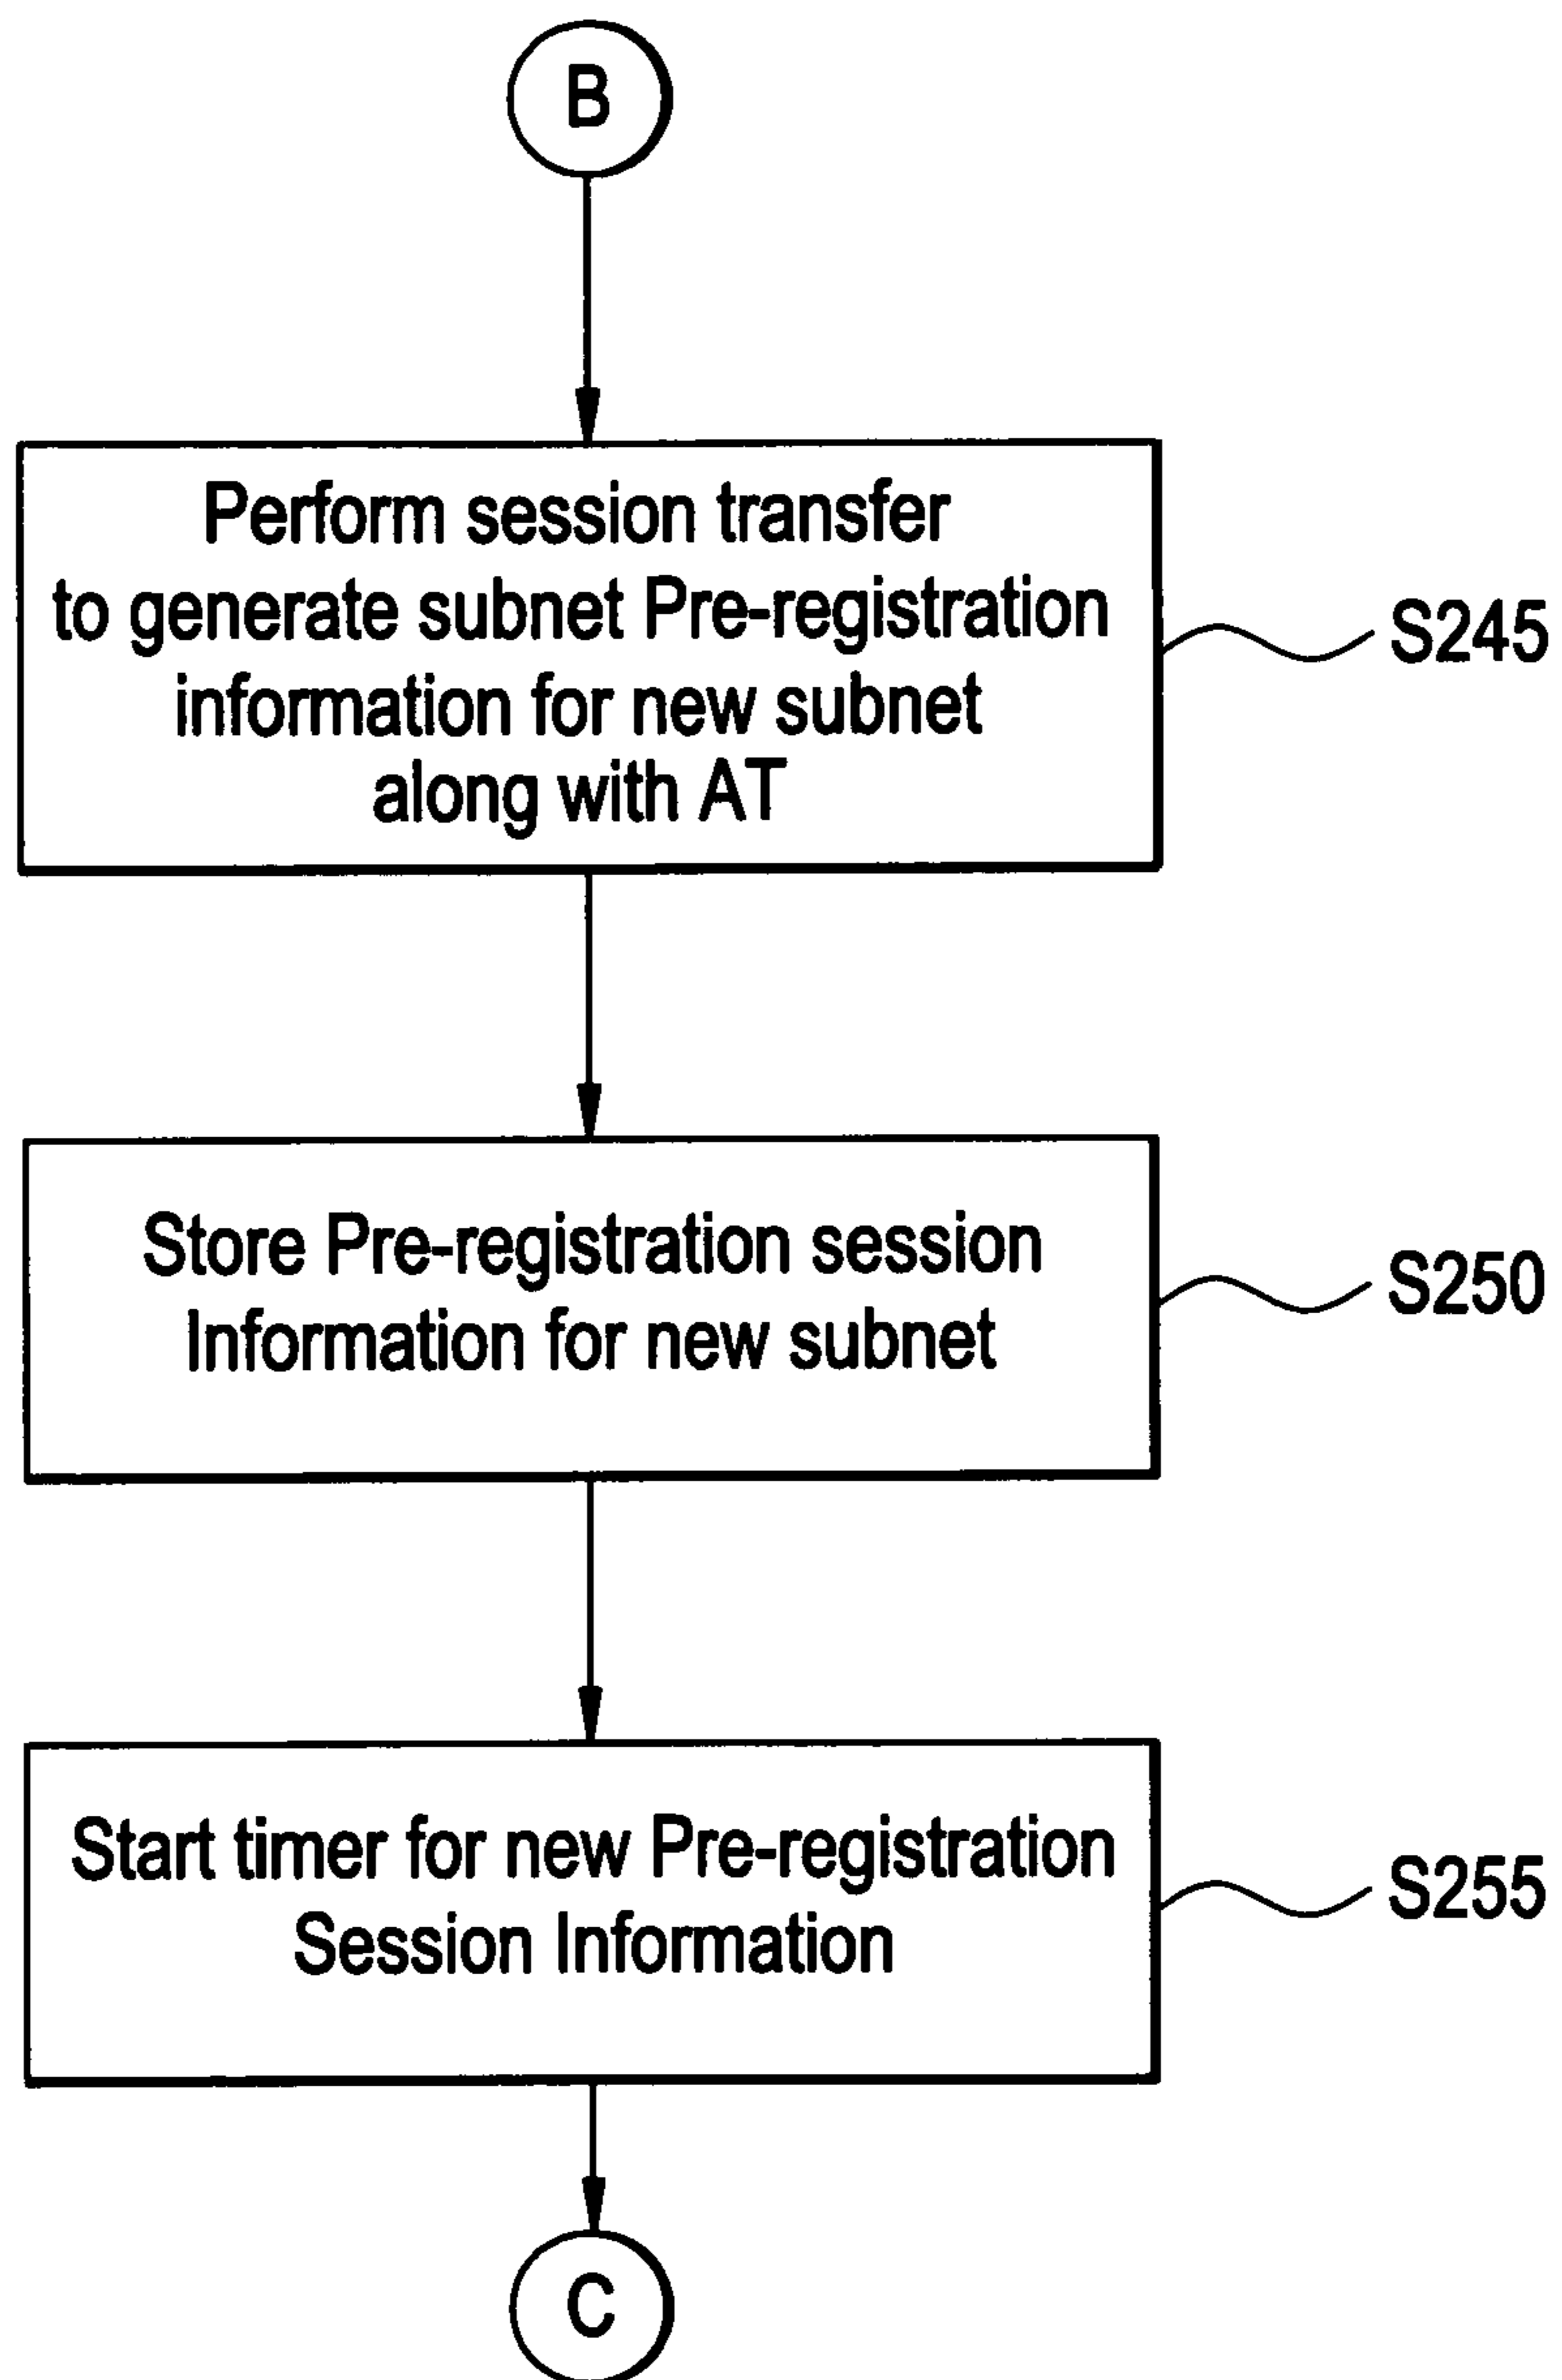 B
Perform session transfer
to generate subnet Pre-registration
information for new subnet
along with AT
S245
Store Pre-registration session
Information for new subnet
S250
Start timer for new Pre-registration
Session Information
S255
C